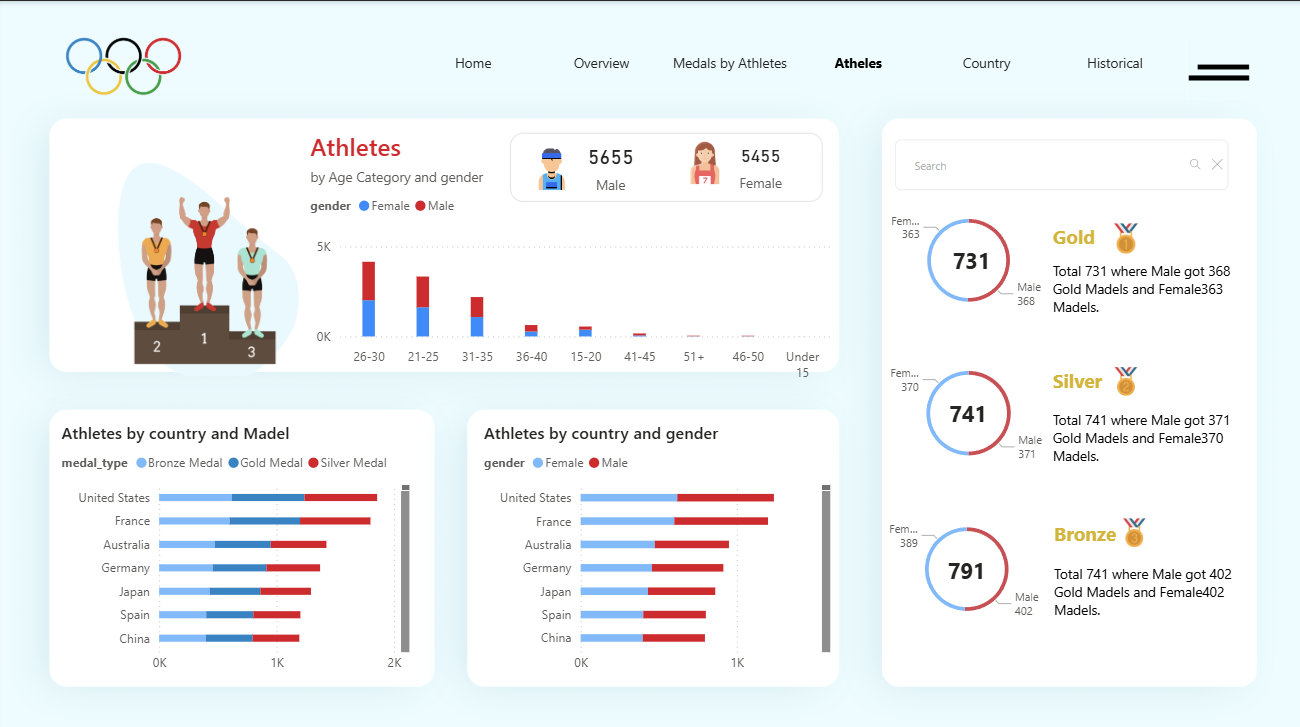 Home Overview Medals by Athletes Atheles Country Historical
Athletes
by Age Category and gender
gender Female Male
5655
Male
5455
Female
7
5K
0K
26-30 21-25 31-35 36-40 15-20 41-45 51+ 46-50 Under
15
2 1 3
Athletes by country and Madel
medal_type Bronze Medal Gold Medal Silver Medal
United States
France
Australia
Germany
Japan
Spain
China
0K 1K 2K
Athletes by country and gender
gender Female Male
United States
France
Australia
Germany
Japan
Spain
China
0K 1K
Search
Fem...
363
731
Male
368
Gold
1
Total 731 where Male got 368
Gold Madels and Female363
Madels.
Fem...
370
741
Male
371
Silver
2
Total 741 where Male got 371
Gold Madels and Female370
Madels.
Fem...
389
791
Male
402
Bronze
3
Total 741 where Male got 402
Gold Madels and Female402
Madels.